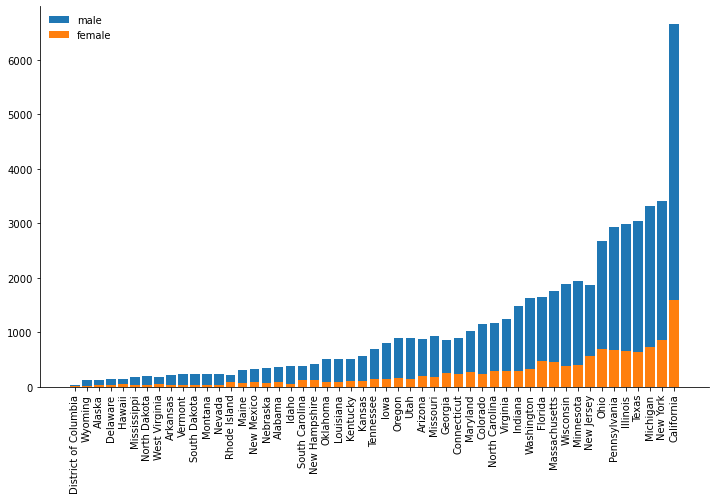 male
female
6000
5000
4000
3000
2000
1000
0
District of Columbia
Wyoming
Alaska
Delaware
Hawaii
Mississippi
North Dakota
West Virginia
Arkansas
Vermont
South Dakota
Montana
Nevada
Rhode Island
Maine
New Mexico
Nebraska
Alabama
Idaho
South Carolina
New Hampshire
Oklahoma
Louisiana
Kentucky
Kansas
Tennessee
Iowa
Oregon
Utah
Arizona
Missouri
Georgia
Connecticut
Maryland
Colorado
North Carolina
Virginia
Indiana
Washington
Florida
Massachusetts
Wisconsin
Minnesota
New Jersey
Ohio
Pennsylvania
Illinois
Texas
Michigan
New York
California